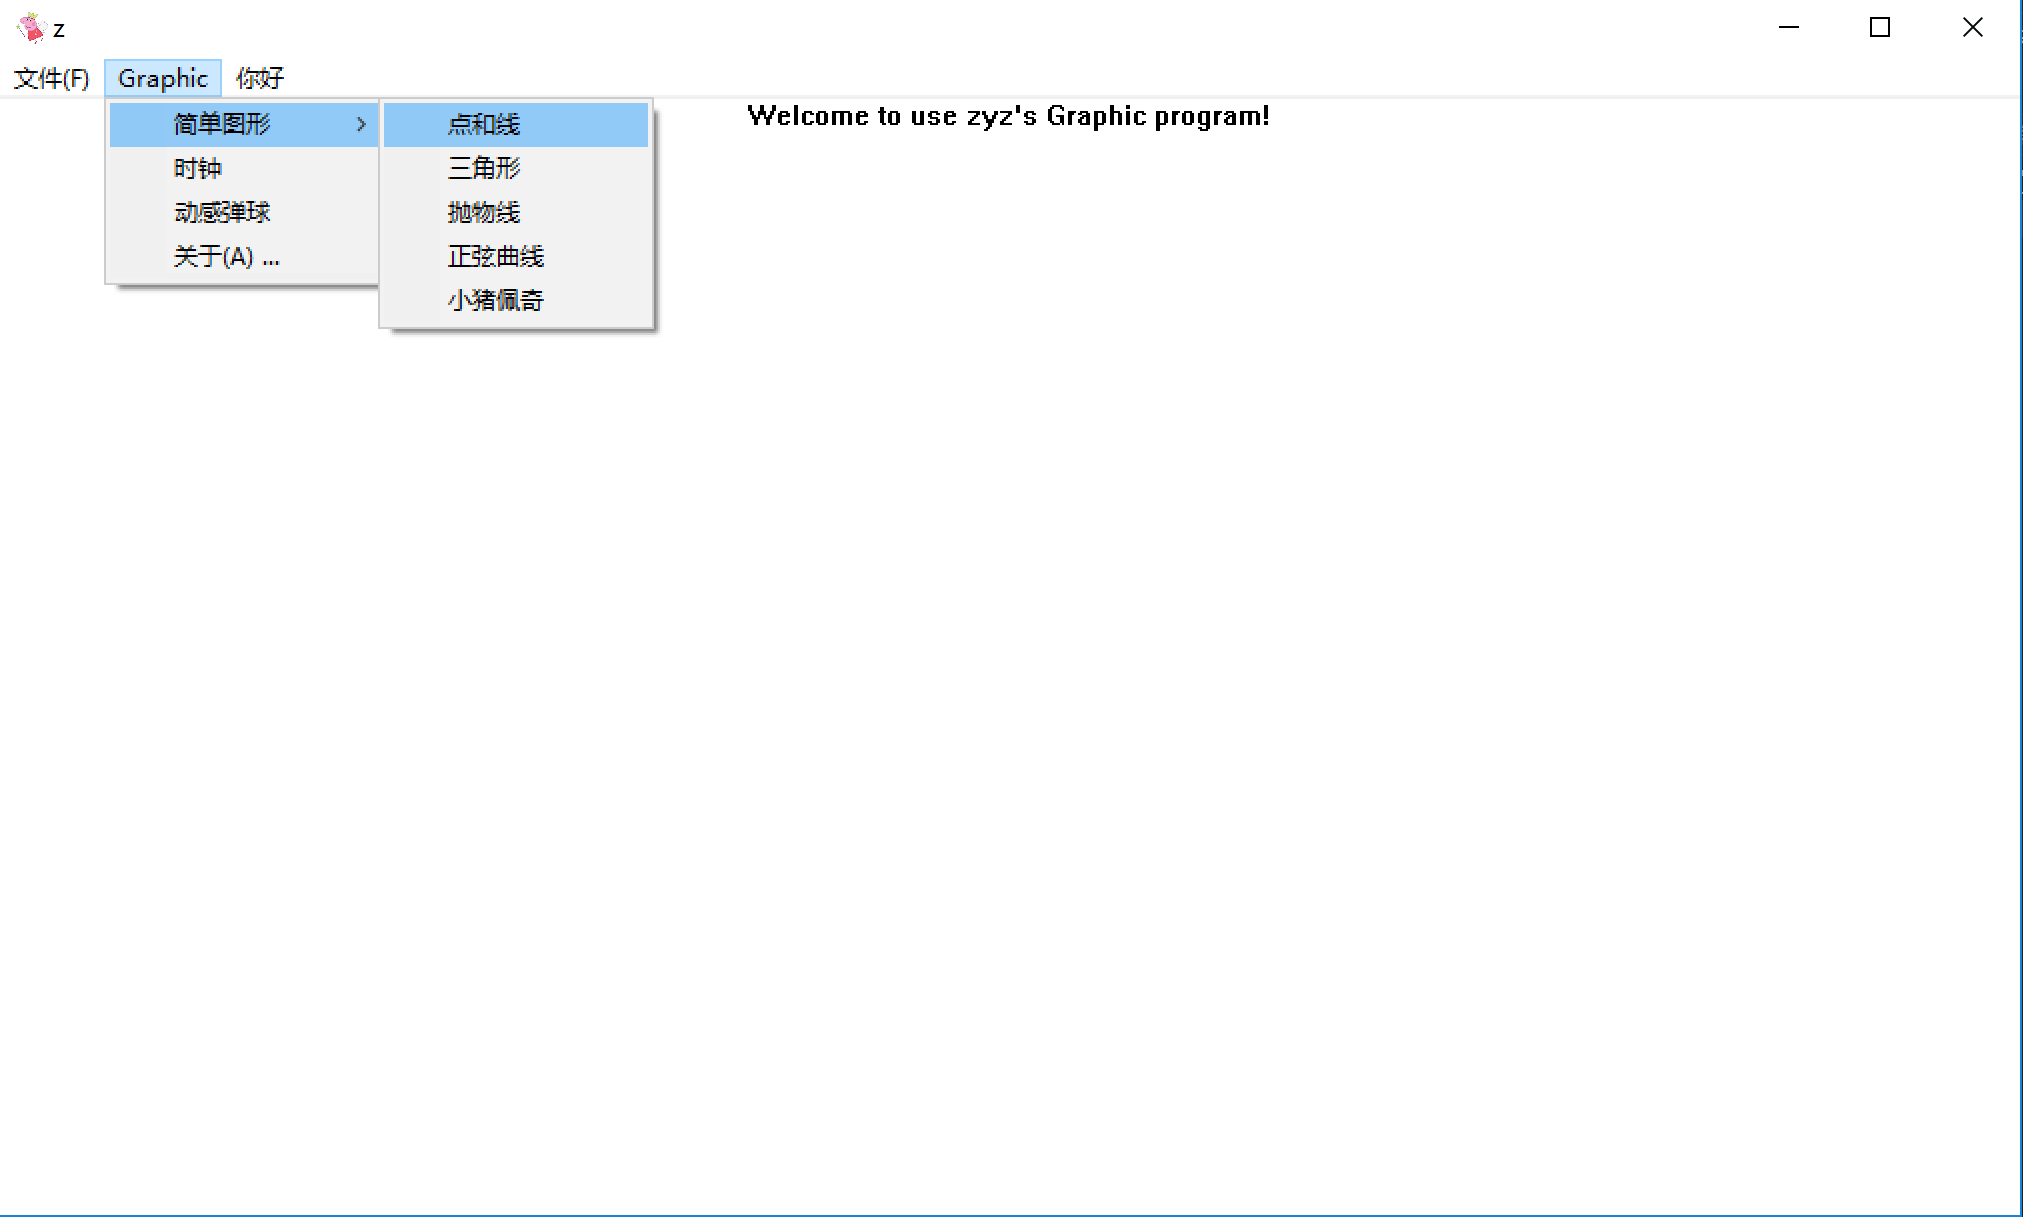 z
文件(F) Graphic 你好
Welcome to use zyz's Graphic program!
简单图形
时钟
动感弹球
关于(A) ...
点和线
三角形
抛物线
正弦曲线
小猪佩奇